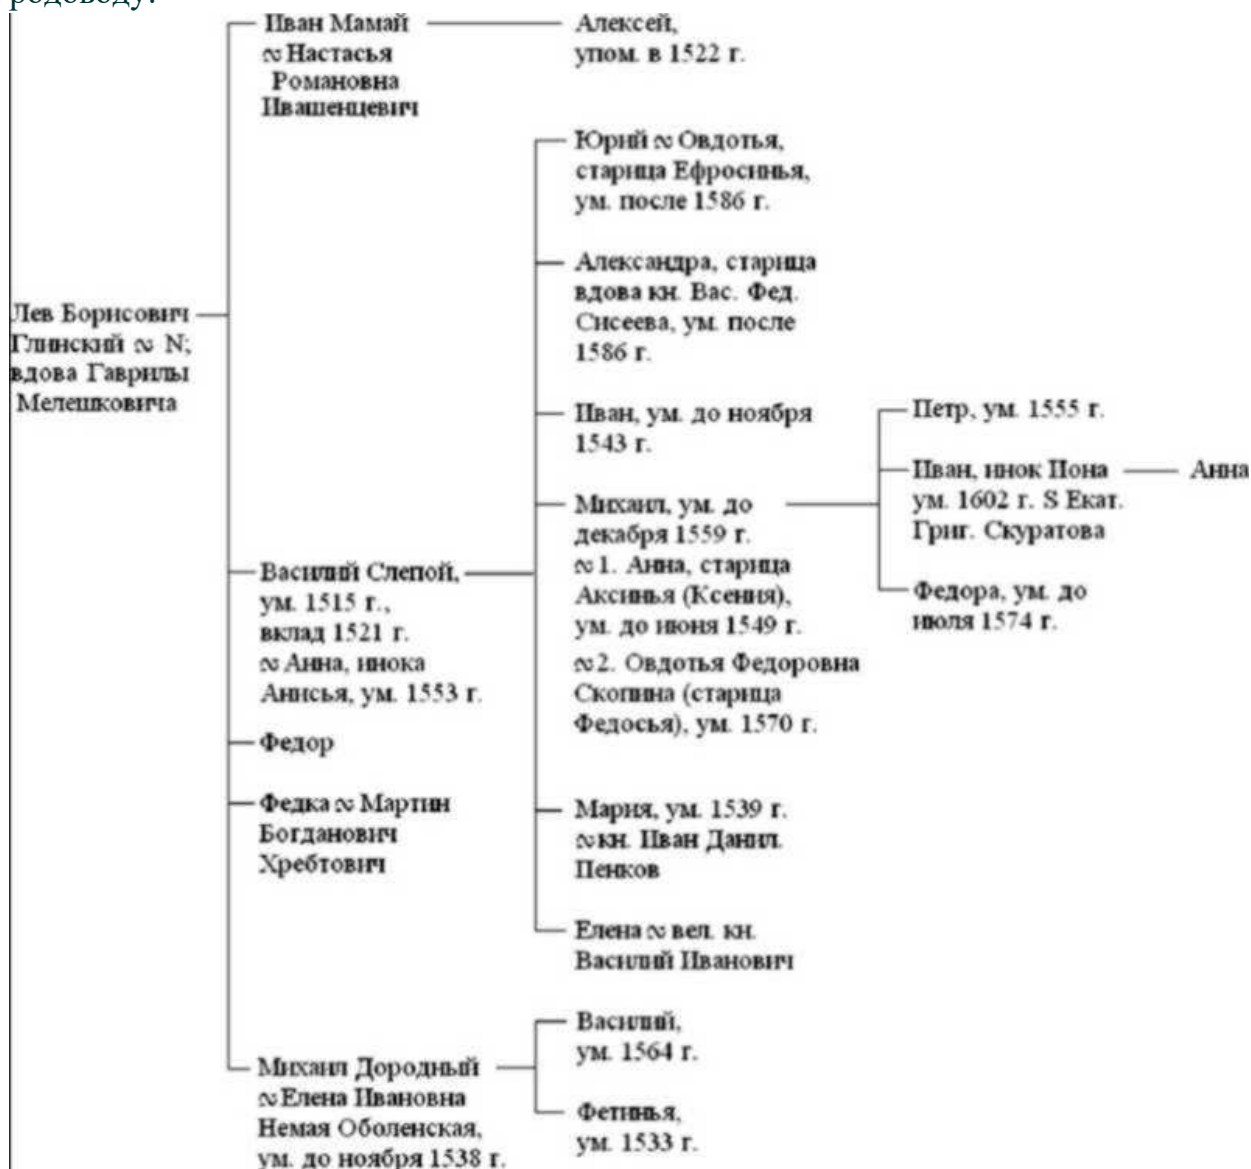 родоводу:
Иван Мамай
∾ Настасья
Романовна
Ивашенцевич
Алексей,
упом. в 1522 г.
Юрий ∾ Овдотья,
старица Ефросинья,
ум. после 1586 г.
Александра, старица
вдова кн. Вас. Фед.
Сисеева, ум. после
1586 г.
Лев Борисович
Глинский ∾ N;
вдова Гаврилы
Мелешковича
Иван, ум. до ноября
1543 г.
Михаил, ум. до
декабря 1559 г.
∾ 1. Анна, старица
Аксинья (Ксения),
ум. до июня 1549 г.
∾ 2. Овдотья Федоровна
Скопина (старица
Федосья), ум. 1570 г.
Петр, ум. 1555 г.
Иван, инок Иона
ум. 1602 г. S Екат.
Григ. Скуратова
Анна
Федора, ум. до
июля 1574 г.
Василий Слепой,
ум. 1515 г.,
вклад 1521 г.
∾ Анна, инока
Анисья, ум. 1553 г.
Федор
Федка ∾ Мартин
Богданович
Хребтович
Мария, ум. 1539 г.
∾ кн. Иван Данил.
Пенков
Елена ∾ вел. кн.
Василий Иванович
Михаил Дородный
∾ Елена Ивановна
Немая Оболенская,
ум. до ноября 1538 г.
Василий,
ум. 1564 г.
Фетинья,
ум. 1533 г.